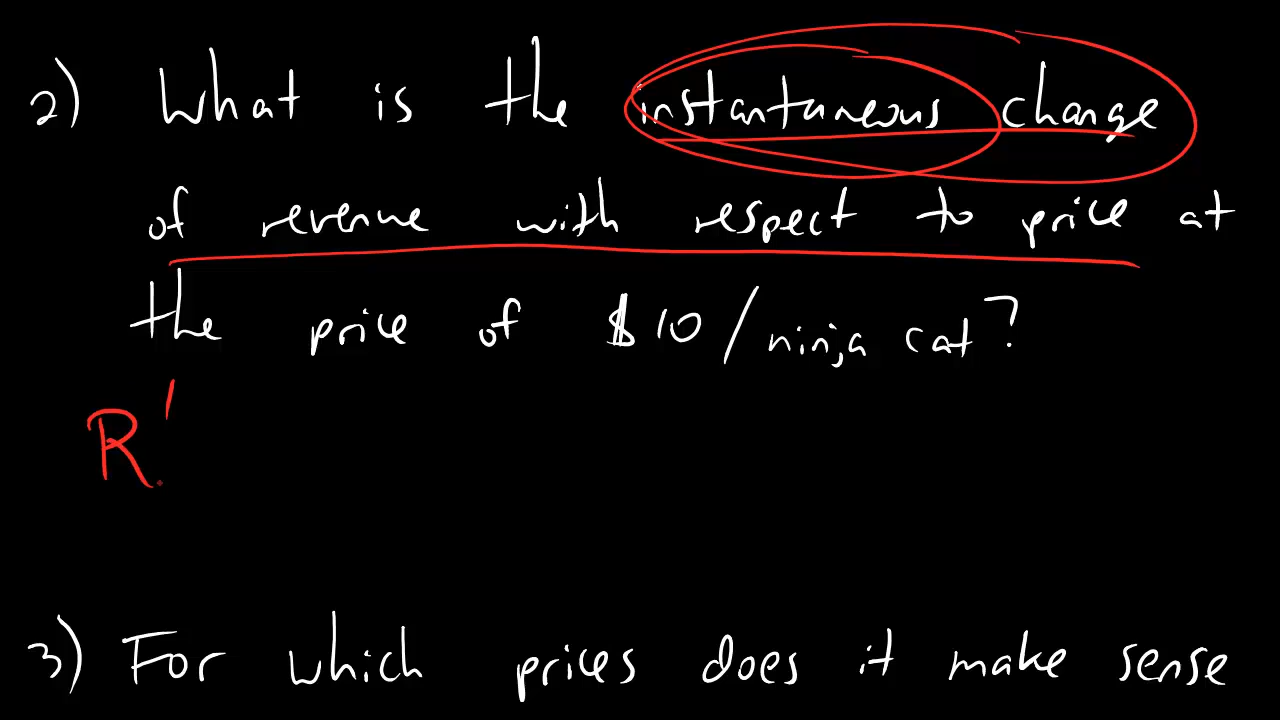 2) What is the instantaneous change
of revenue with respect to price at
the price of $10/ninja cat?
R'
3) For which prices does it make sense